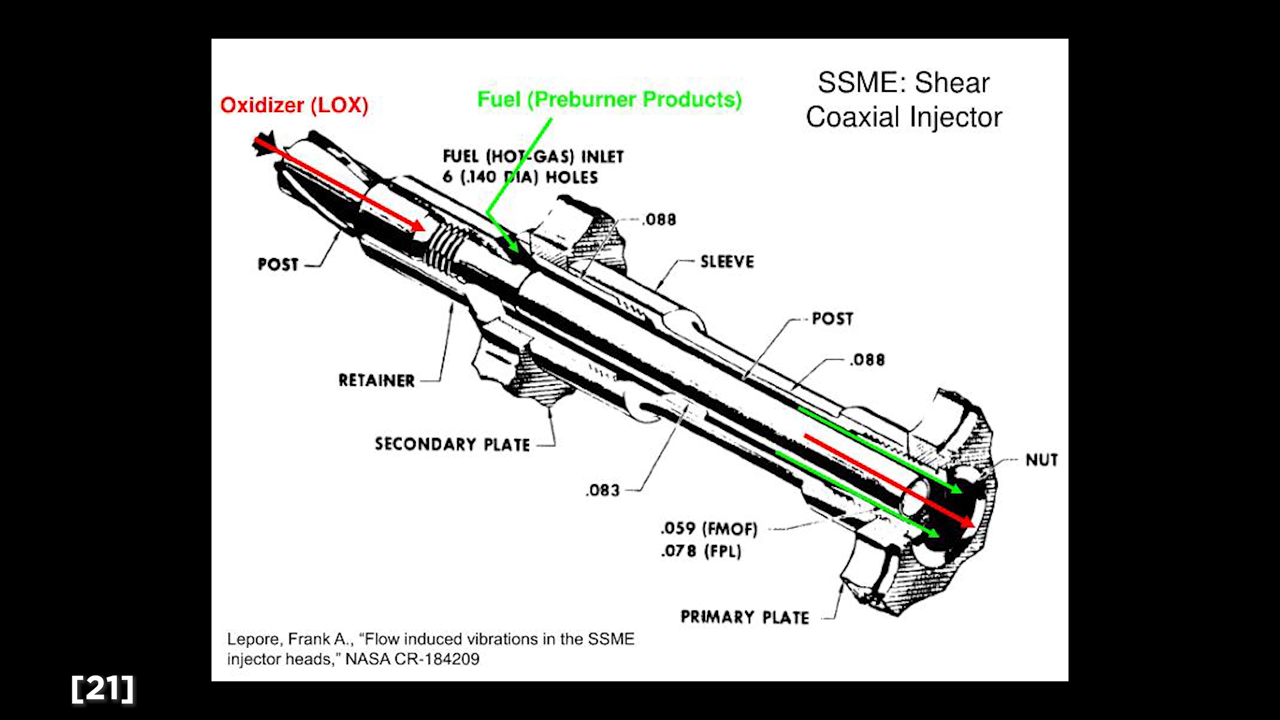 SSME: Shear
Coaxial Injector
Oxidizer (LOX)
Fuel (Preburner Products)
FUEL (HOT-GAS) INLET
6 (.140 DIA) HOLES
.088
SLEEVE
POST
POST
.088
RETAINER
SECONDARY PLATE
NUT
.083
.059 (FMOF)
.078 (FPL)
PRIMARY PLATE
Lepore, Frank A., “Flow induced vibrations in the SSME
injector heads,” NASA CR-184209
[21]